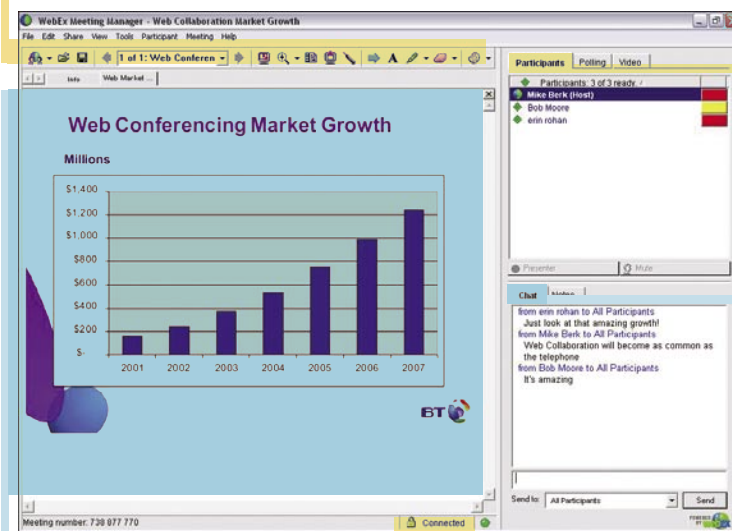 WebEx Meeting Manager - Web Collaboration Market Growth
File Edit Share View Tools Participant Meeting Help
1 of 1: Web Conferen
Info Web Market ...
Web Conferencing Market Growth
Millions
$1,400
$1,200
$1,000
$800
$600
$400
$200
$-
2001 2002 2003 2004 2005 2006 2007
BT
Meeting number: 738 877 770
Connected
Participants Polling Video
Participants: 3 of 3 ready.
Mike Berk (Host)
Bob Moore
erin rohan
Presenter Mute
Chat Notes
from erin rohan to All Participants
Just look at that amazing growth!
from Mike Berk to All Participants
Web Collaboration will become as common as
the telephone
from Bob Moore to All Participants
It's amazing
Send to: All Participants Send